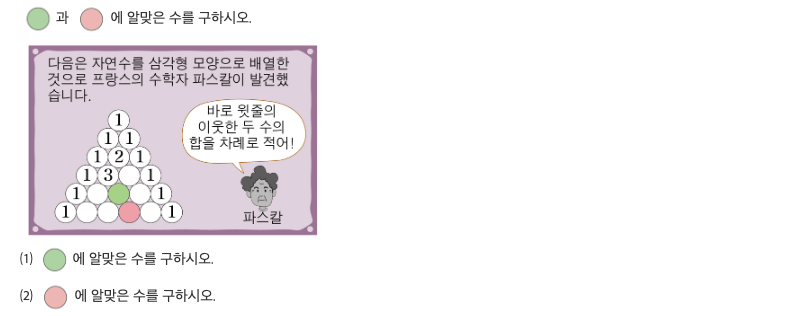 과 에 알맞은 수를 구하시오.
다음은 자연수를 삼각형 모양으로 배열한
것으로 프랑스의 수학자 파스칼이 발견했
습니다.
바로 윗줄의
이웃한 두 수의
합을 차례로 적어!
1
1 1
1 2 1
1 3 1
1 1
1 1
파스칼
(1) 에 알맞은 수를 구하시오.
(2) 에 알맞은 수를 구하시오.